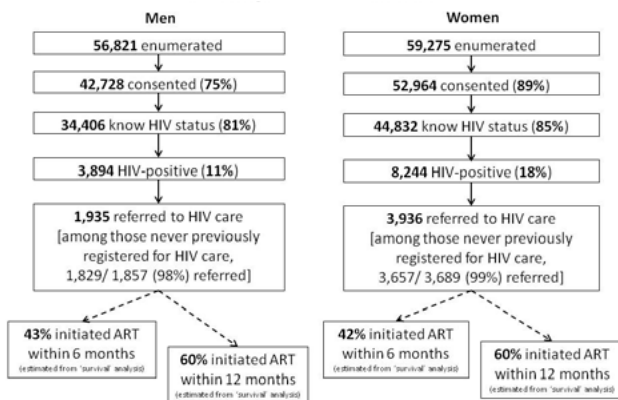 Men
56,821 enumerated
42,728 consented (75%)
34,406 know HIV status (81%)
3,894 HIV-positive (11%)
1,935 referred to HIV care
[among those never previously
registered for HIV care,
1,829/ 1,857 (98%) referred]
43% initiated ART
within 6 months
(estimated from 'survival' analysis)
60% initiated ART
within 12 months
(estimated from 'survival' analysis)
Women
59,275 enumerated
52,964 consented (89%)
44,832 know HIV status (85%)
8,244 HIV-positive (18%)
3,936 referred to HIV care
[among those never previously
registered for HIV care,
3,657/ 3,689 (99%) referred]
42% initiated ART
within 6 months
(estimated from 'survival' analysis)
60% initiated ART
within 12 months
(estimated from 'survival' analysis)